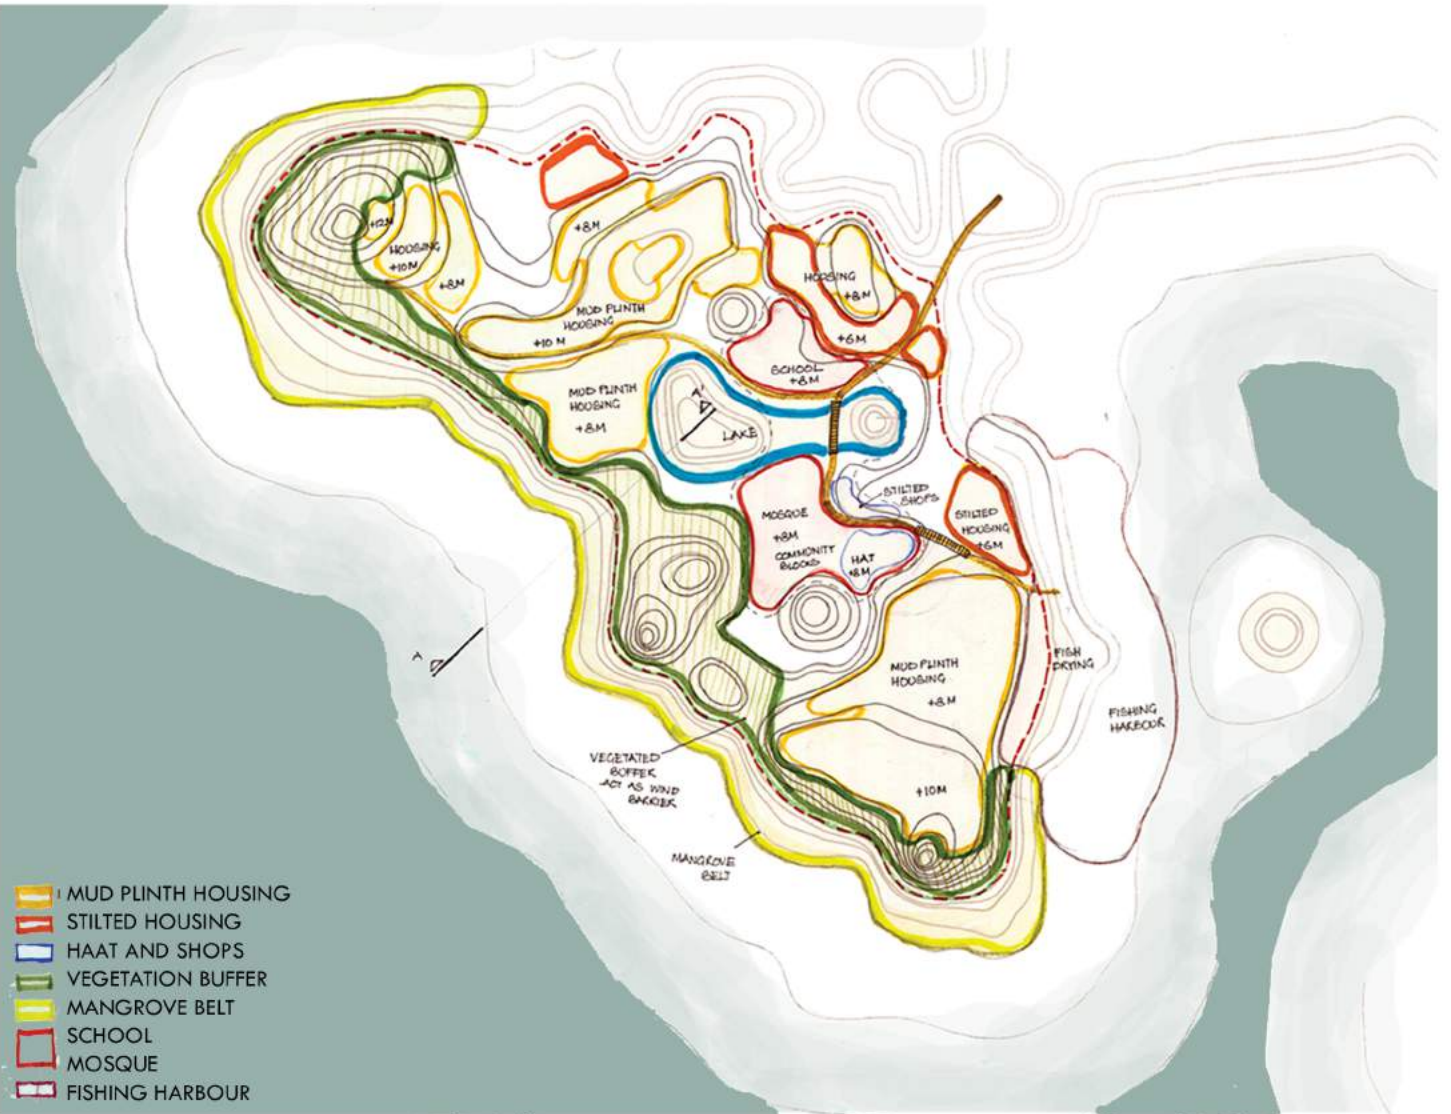 +12M
HOUSING
+10M
+8M
+8M
MUD PLINTH
HOUSING
+10 M
HOUSING
+8M
+6M
SCHOOL
+8M
MUD PLINTH
HOUSING
+8M
A'
LAKE
STILTED
SHOPS
MOSQUE
+8M
COMMUNITY
BLOCKS
HAT
+8M
STILTED
HOUSING
+6M
A
MUD PLINTH
HOUSING
+8M
FISH
DRYING
FISHING
HARBOUR
VEGETATED
BUFFER
ACT AS WIND
BARRIER
+10M
MANGROVE
BELT
MUD PLINTH HOUSING
STILTED HOUSING
HAAT AND SHOPS
VEGETATION BUFFER
MANGROVE BELT
SCHOOL
MOSQUE
FISHING HARBOUR